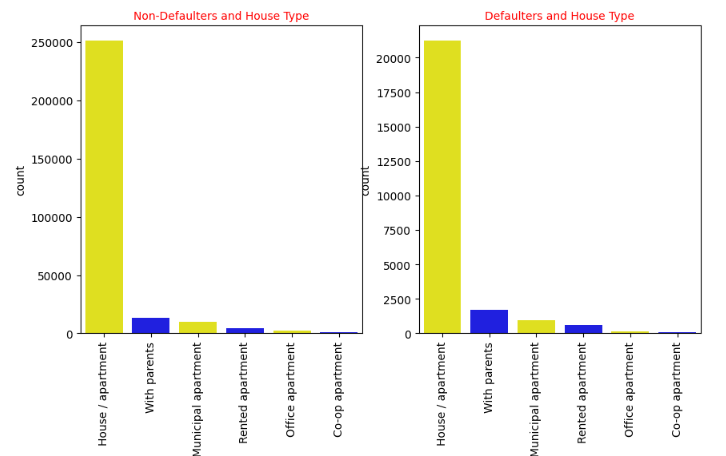 Non-Defaulters and House Type
250000
200000
150000
100000
50000
0
count
House / apartment
With parents
Municipal apartment
Rented apartment
Office apartment
Co-op apartment
Defaulters and House Type
20000
17500
15000
12500
10000
7500
5000
2500
0
count
House / apartment
With parents
Municipal apartment
Rented apartment
Office apartment
Co-op apartment